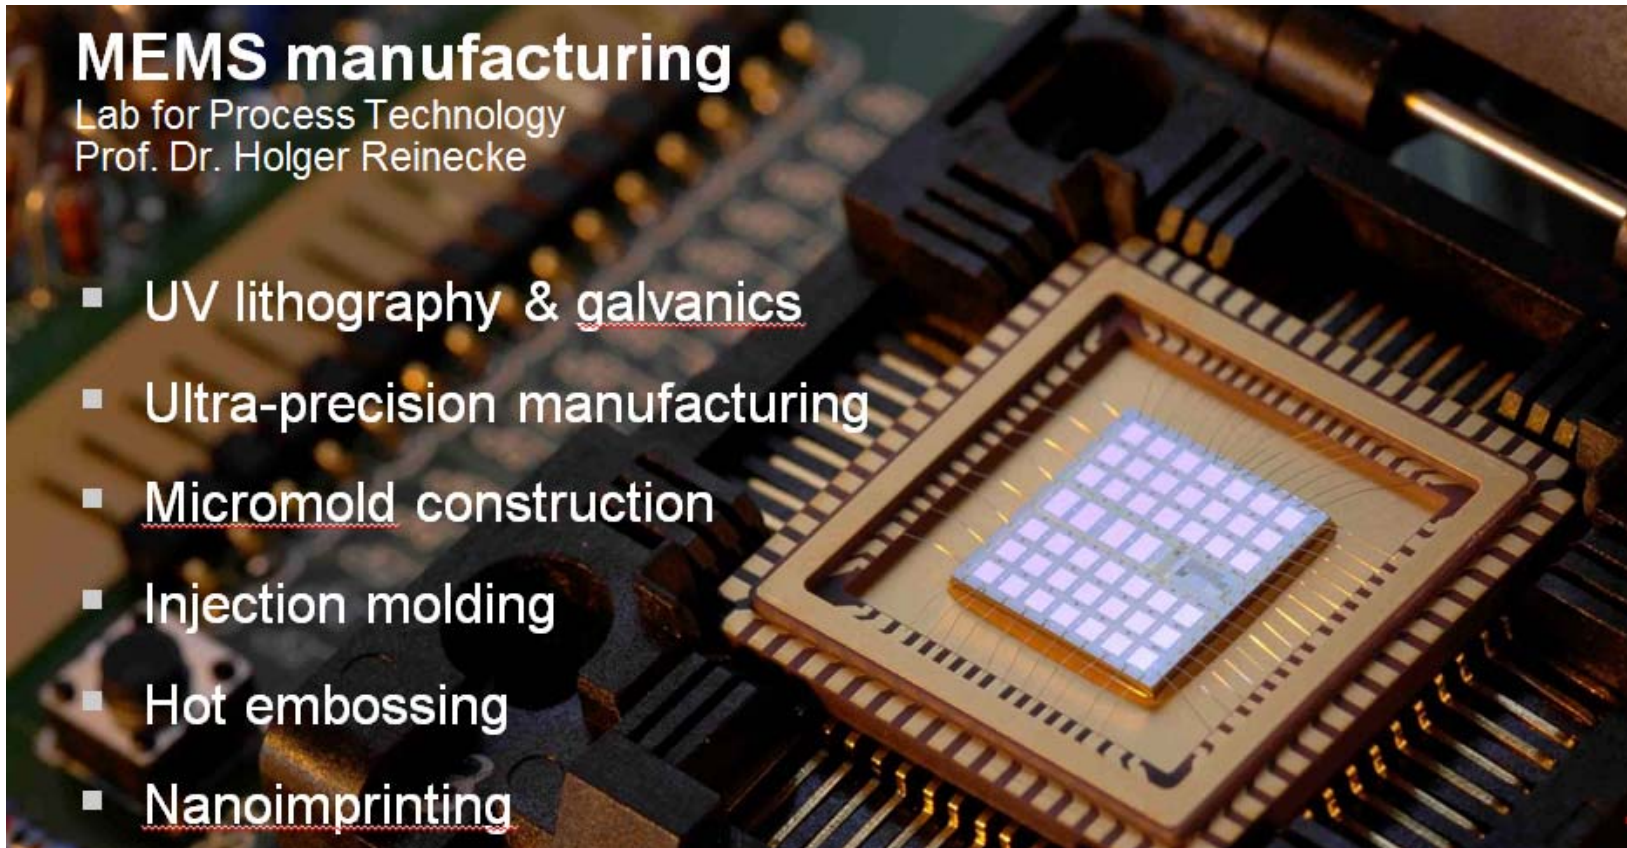 MEMS manufacturing
Lab for Process Technology
Prof. Dr. Holger Reinecke
▪ UV lithography & galvanics
▪ Ultra-precision manufacturing
▪ Micromold construction
▪ Injection molding
▪ Hot embossing
▪ Nanoimprinting